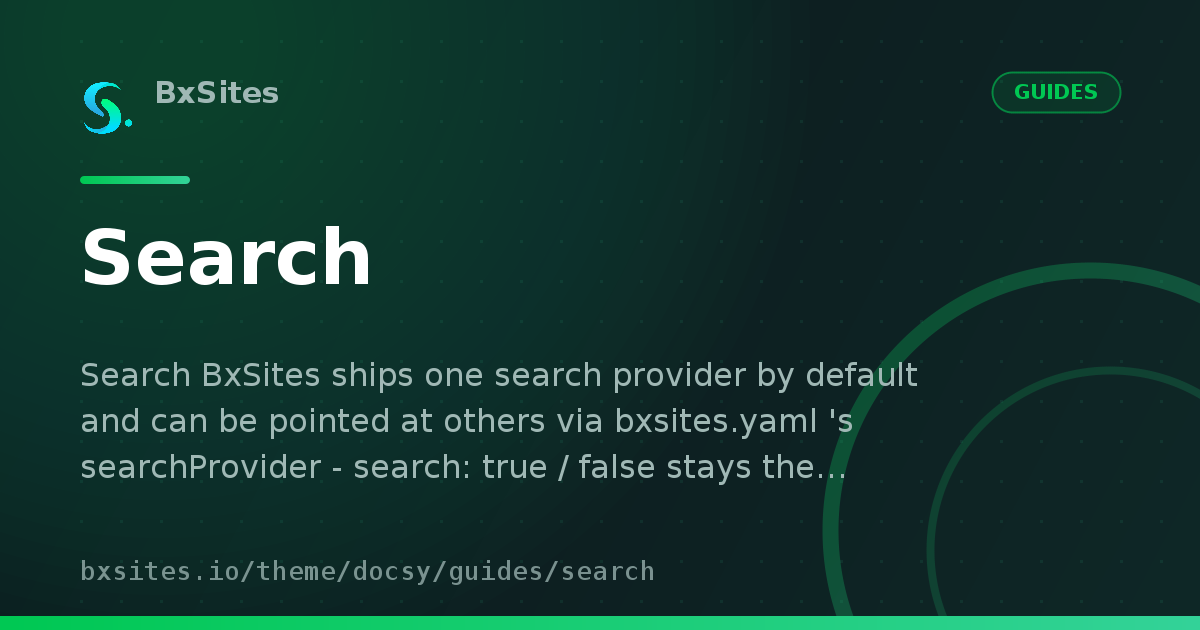 BxSites
GUIDES
Search
Search BxSites ships one search provider by default
and can be pointed at others via bxsites.yaml 's
searchProvider - search: true / false stays the...
bxsites.io/theme/docsy/guides/search